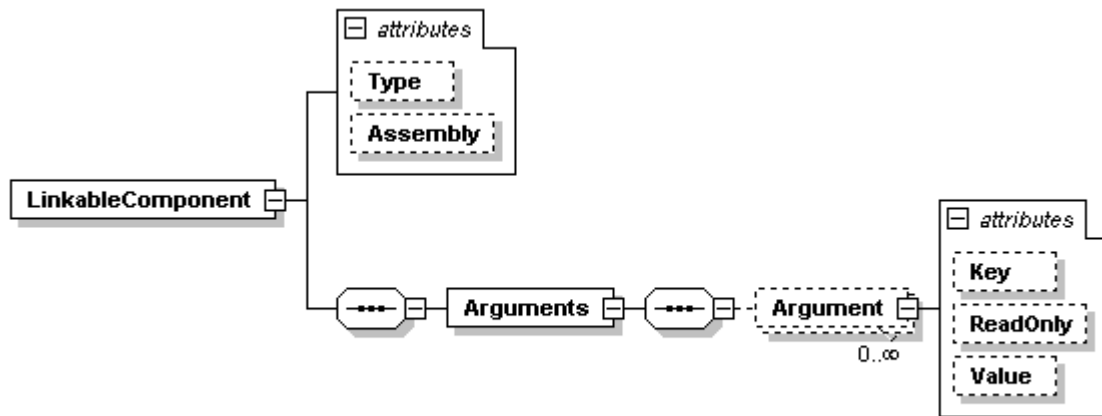 attributes
Type
Assembly
LinkableComponent
attributes
Key
Arguments
Argument
ReadOnly
0..∞
Value